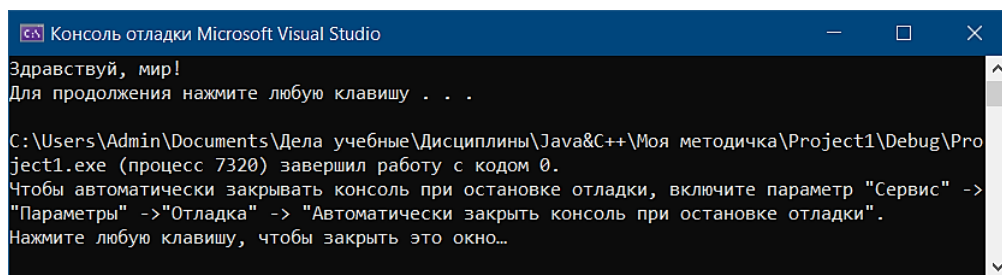 Консоль отладки Microsoft Visual Studio
Здравствуй, мир!
Для продолжения нажмите любую клавишу . . .
C:\Users\Admin\Documents\Дела учебные\Дисциплины\Java&C++\Моя методичка\Project1\Debug\Pro
ject1.exe (процесс 7320) завершил работу с кодом 0.
Чтобы автоматически закрывать консоль при остановке отладки, включите параметр "Сервис" ->
"Параметры" ->"Отладка" -> "Автоматически закрыть консоль при остановке отладки".
Нажмите любую клавишу, чтобы закрыть это окно…